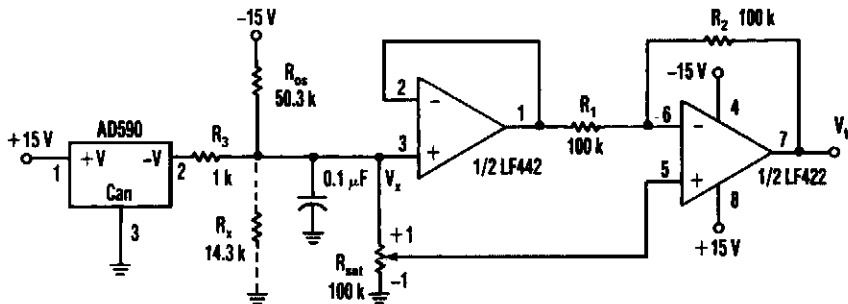 −15 V
R2 100 k
Ros
50.3 k
2
−
1
R1
100 k
−15 V
4
6
−
7
Vt
+15 V
AD590
1
+V
−V
2
Can
3
R3
1 k
3
+
1/2 LF442
0.1 µF
Vx
5
+
8
1/2 LF422
+15 V
Rx
14.3 k
+1
Rsat
100 k
−1